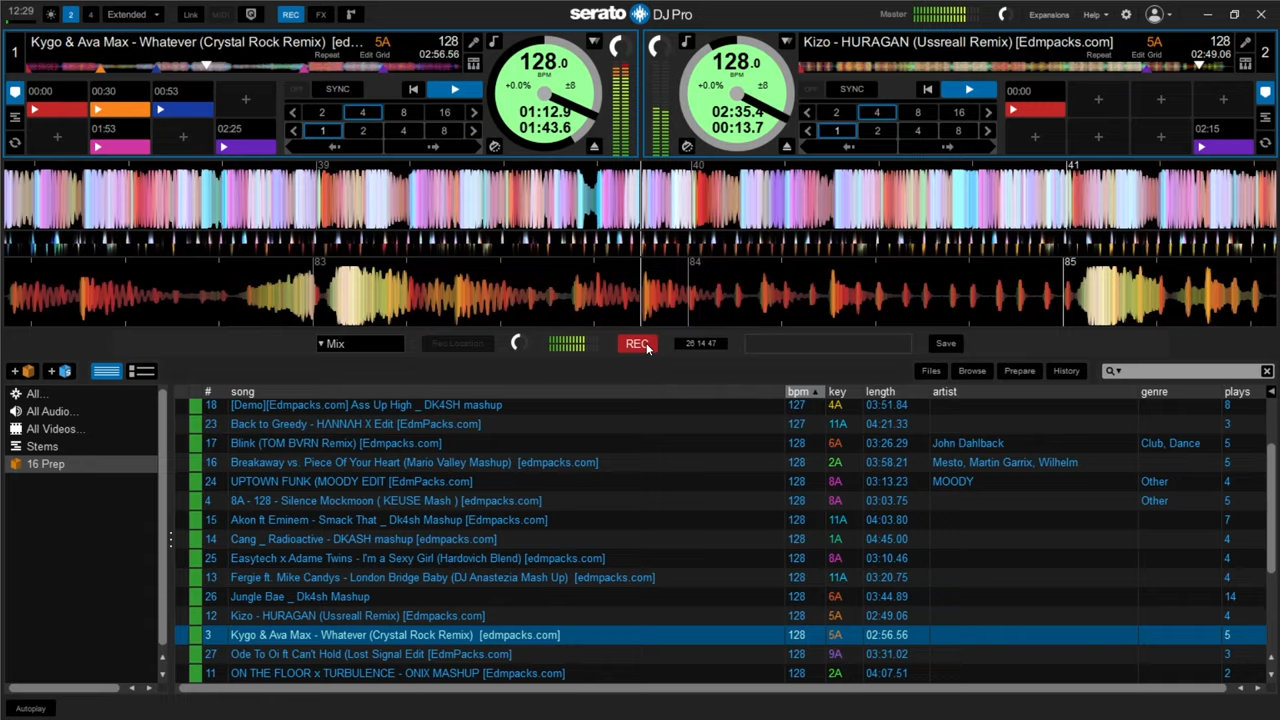 12:29 2 Extended Link MIDI REC FX serato DJ Pro Master Expansions Help
1 Kygo & Ava Max - Whatever (Crystal Rock Remix) [ed... 5A 128
Repeat Edit Grid 02:56.56
00:00 00:30 00:53
01:53 02:25
OFF SYNC
2 4 8 16
1 2 4 8
128.0
BPM
+0.0% ±8
01:12.9
01:43.6
128.0
BPM
+0.0% ±8
02:35.4
00:13.7
Kizo - HURAGAN (Ussreall Remix) [Edmpacks.com] 5A 128 2
Repeat Edit Grid 02:49.06
OFF SYNC
2 4 8 16
1 2 4 8
00:00
02:15
39 40 41
83 84 85
Mix Rec Location REC 26 14 47 Save
Files Browse Prepare History
All...
All Audio...
All Videos...
Stems
16 Prep
# song bpm key length artist genre plays
18 [Demo][Edmpacks.com] Ass Up High _ DK4SH mashup 127 4A 03:51.84 8
23 Back to Greedy - HΛNNΛH X Edit [EdmPacks.com] 127 11A 04:21.33 3
17 Blink (TOM BVRN Remix) [Edmpacks.com] 128 6A 03:26.29 John Dahlback Club, Dance 5
16 Breakaway vs. Piece Of Your Heart (Mario Valley Mashup) [edmpacks.com] 128 2A 03:58.21 Mesto, Martin Garrix, Wilhelm 5
24 UPTOWN FUNK (MOODY EDIT [EdmPacks.com] 128 8A 03:13.23 MOODY Other 4
4 8A - 128 - Silence Mockmoon ( KEUSE Mash ) [edmpacks.com] 128 8A 03:03.75 Other 5
15 Akon ft Eminem - Smack That _ Dk4sh Mashup [Edmpacks.com] 128 11A 04:03.80 7
14 Cang _ Radioactive - DKASH mashup [edmpacks.com] 128 1A 04:45.00 4
25 Easytech x Adame Twins - I'm a Sexy Girl (Hardovich Blend) [edmpacks.com] 128 8A 03:10.46 4
13 Fergie ft. Mike Candys - London Bridge Baby (DJ Anastezia Mash Up) [edmpacks.com] 128 11A 03:20.75 4
26 Jungle Bae _ Dk4sh Mashup 128 6A 03:44.89 14
12 Kizo - HURAGAN (Ussreall Remix) [Edmpacks.com] 128 5A 02:49.06 4
3 Kygo & Ava Max - Whatever (Crystal Rock Remix) [edmpacks.com] 128 5A 02:56.56 5
27 Ode To Oi ft Can't Hold (Lost Signal Edit [EdmPacks.com] 128 9A 03:31.02 3
11 ON THE FLOOR x TURBULENCE - ONIX MASHUP [EdmPacks.com] 128 2A 04:07.51 2
Autoplay